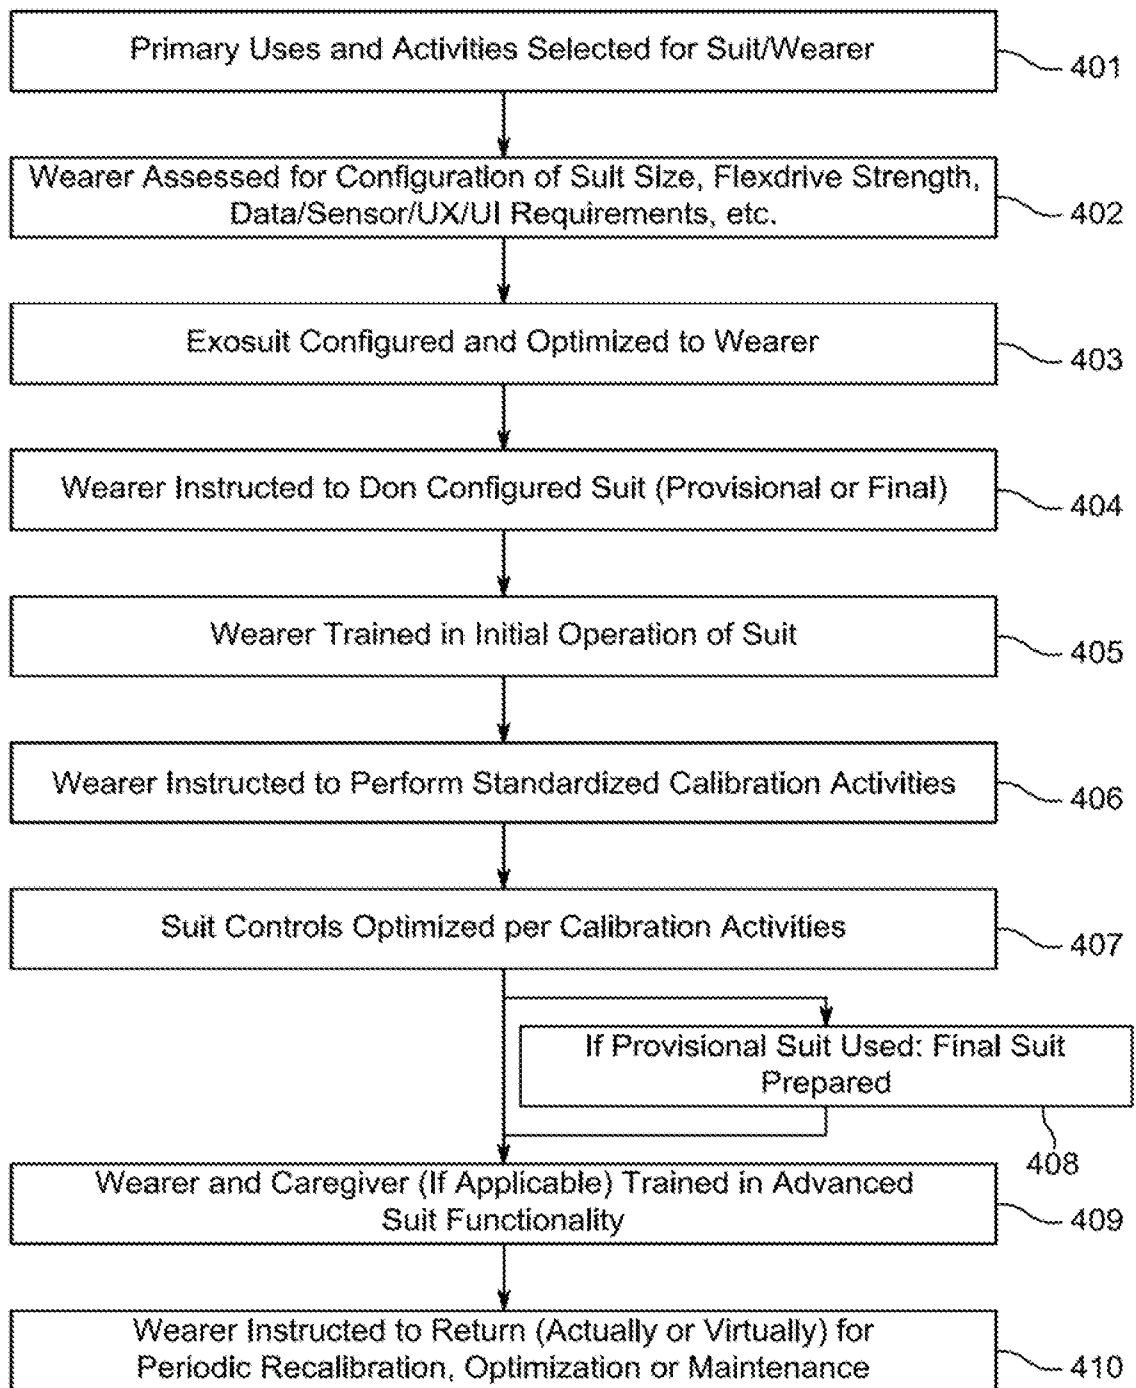 Primary Uses and Activities Selected for Suit/Wearer
401
Wearer Assessed for Configuration of Suit Size, Flexdrive Strength,
Data/Sensor/UX/UI Requirements, etc.
402
Exosuit Configured and Optimized to Wearer
403
Wearer Instructed to Don Configured Suit (Provisional or Final)
404
Wearer Trained in Initial Operation of Suit
405
Wearer Instructed to Perform Standardized Calibration Activities
406
Suit Controls Optimized per Calibration Activities
407
If Provisional Suit Used: Final Suit
Prepared
408
Wearer and Caregiver (If Applicable) Trained in Advanced
Suit Functionality
409
Wearer Instructed to Return (Actually or Virtually) for
Periodic Recalibration, Optimization or Maintenance
410